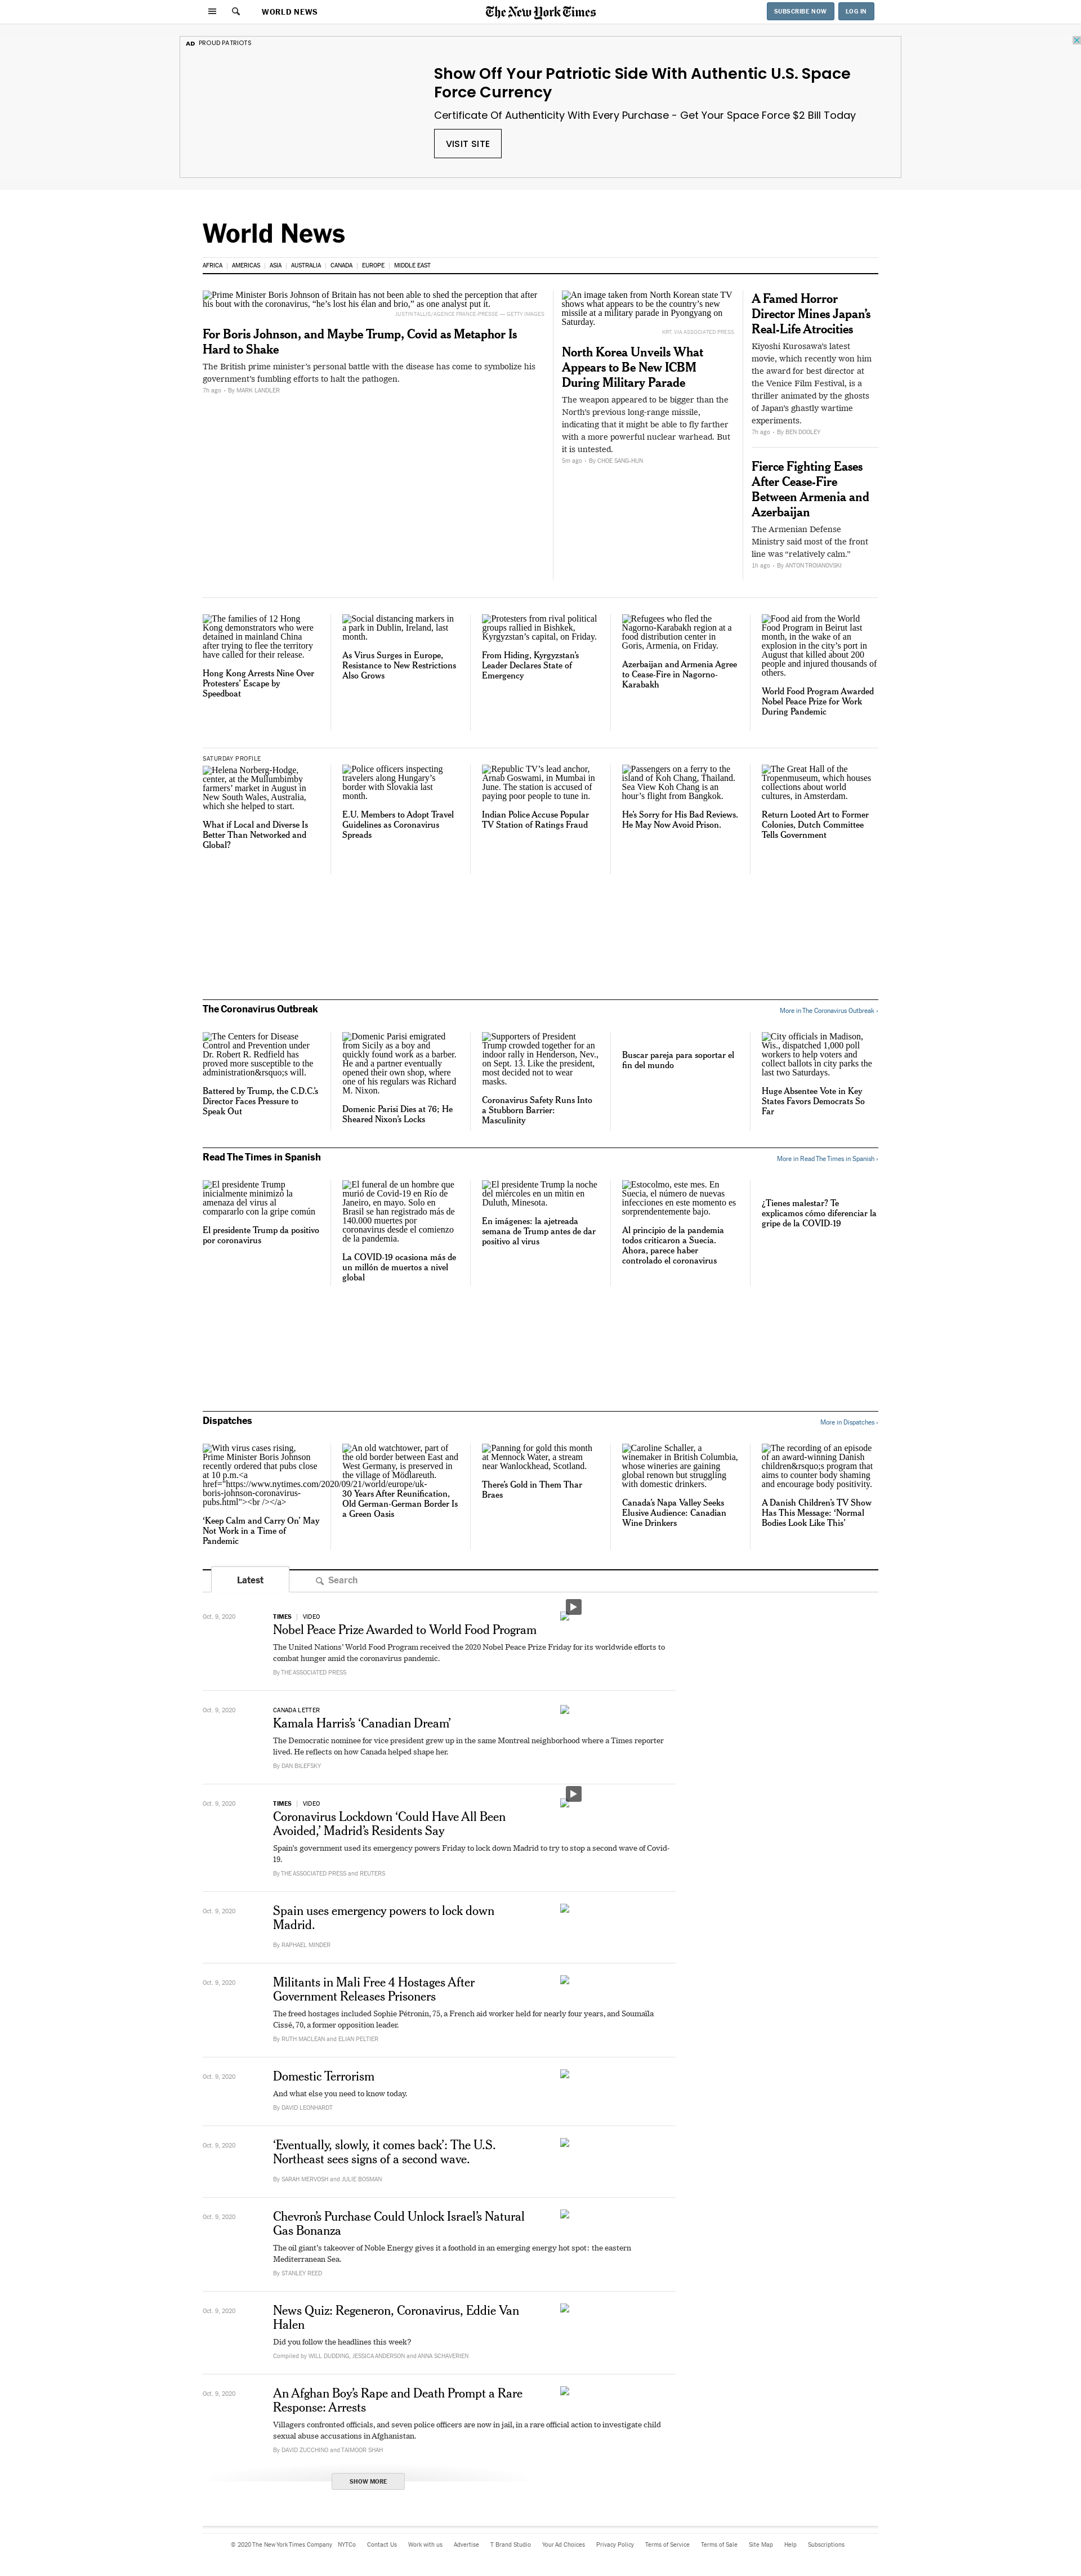 WORLD NEWS
The New York Times
SUBSCRIBE NOW
LOG IN
AD PROUD PATRIOTS
Show Off Your Patriotic Side With Authentic U.S. Space
Force Currency
Certificate Of Authenticity With Every Purchase - Get Your Space Force $2 Bill Today
VISIT SITE
World News
AFRICA | AMERICAS | ASIA | AUSTRALIA | CANADA | EUROPE | MIDDLE EAST
Prime Minister Boris Johnson of Britain has not been able to shed the perception that after
his bout with the coronavirus, “he’s lost his élan and brio,” as one analyst put it.
JUSTIN TALLIS/AGENCE FRANCE-PRESSE — GETTY IMAGES
For Boris Johnson, and Maybe Trump, Covid as Metaphor Is
Hard to Shake
The British prime minister’s personal battle with the disease has come to symbolize his
government’s fumbling efforts to halt the pathogen.
7h ago • By MARK LANDLER
An image taken from North Korean state TV
shows what appears to be the country’s new
missile at a military parade in Pyongyang on
Saturday.
KRT, VIA ASSOCIATED PRESS
North Korea Unveils What
Appears to Be New ICBM
During Military Parade
The weapon appeared to be bigger than the
North’s previous long-range missile,
indicating that it might be able to fly farther
with a more powerful nuclear warhead. But
it is untested.
5m ago • By CHOE SANG-HUN
A Famed Horror
Director Mines Japan’s
Real-Life Atrocities
Kiyoshi Kurosawa’s latest
movie, which recently won him
the award for best director at
the Venice Film Festival, is a
thriller animated by the ghosts
of Japan’s ghastly wartime
experiments.
7h ago • By BEN DOOLEY
Fierce Fighting Eases
After Cease-Fire
Between Armenia and
Azerbaijan
The Armenian Defense
Ministry said most of the front
line was “relatively calm.”
1h ago • By ANTON TROIANOVSKI
The families of 12 Hong
Kong demonstrators who were
detained in mainland China
after trying to flee the territory
have called for their release.
Hong Kong Arrests Nine Over
Protesters’ Escape by
Speedboat
Social distancing markers in
a park in Dublin, Ireland, last
month.
As Virus Surges in Europe,
Resistance to New Restrictions
Also Grows
Protesters from rival political
groups rallied in Bishkek,
Kyrgyzstan’s capital, on Friday.
From Hiding, Kyrgyzstan’s
Leader Declares State of
Emergency
Refugees who fled the
Nagorno-Karabakh region at a
food distribution center in
Goris, Armenia, on Friday.
Azerbaijan and Armenia Agree
to Cease-Fire in Nagorno-
Karabakh
Food aid from the World
Food Program in Beirut last
month, in the wake of an
explosion in the city’s port in
August that killed about 200
people and injured thousands of
others.
World Food Program Awarded
Nobel Peace Prize for Work
During Pandemic
SATURDAY PROFILE
Helena Norberg-Hodge,
center, at the Mullumbimby
farmers’ market in August in
New South Wales, Australia,
which she helped to start.
What if Local and Diverse Is
Better Than Networked and
Global?
Police officers inspecting
travelers along Hungary’s
border with Slovakia last
month.
E.U. Members to Adopt Travel
Guidelines as Coronavirus
Spreads
Republic TV’s lead anchor,
Arnab Goswami, in Mumbai in
June. The station is accused of
paying poor people to tune in.
Indian Police Accuse Popular
TV Station of Ratings Fraud
Passengers on a ferry to the
island of Koh Chang, Thailand.
Sea View Koh Chang is an
hour’s flight from Bangkok.
He’s Sorry for His Bad Reviews.
He May Now Avoid Prison.
The Great Hall of the
Tropenmuseum, which houses
collections about world
cultures, in Amsterdam.
Return Looted Art to Former
Colonies, Dutch Committee
Tells Government
The Coronavirus Outbreak
More in The Coronavirus Outbreak ›
The Centers for Disease
Control and Prevention under
Dr. Robert R. Redfield has
proved more susceptible to the
administration&rsquo;s will.
Battered by Trump, the C.D.C.’s
Director Faces Pressure to
Speak Out
Domenic Parisi emigrated
from Sicily as a boy and
quickly found work as a barber.
He and a partner eventually
opened their own shop, where
one of his regulars was Richard
M. Nixon.
Domenic Parisi Dies at 76; He
Sheared Nixon’s Locks
Supporters of President
Trump crowded together for an
indoor rally in Henderson, Nev.,
on Sept. 13. Like the president,
most decided not to wear
masks.
Coronavirus Safety Runs Into
a Stubborn Barrier:
Masculinity
Buscar pareja para soportar el
fin del mundo
City officials in Madison,
Wis., dispatched 1,000 poll
workers to help voters and
collect ballots in city parks the
last two Saturdays.
Huge Absentee Vote in Key
States Favors Democrats So
Far
Read The Times in Spanish
More in Read The Times in Spanish ›
El presidente Trump
inicialmente minimizó la
amenaza del virus al
compararlo con la gripe común
El presidente Trump da positivo
por coronavirus
El funeral de un hombre que
murió de Covid-19 en Río de
Janeiro, en mayo. Solo en
Brasil se han registrado más de
140.000 muertes por
coronavirus desde el comienzo
de la pandemia.
La COVID-19 ocasiona más de
un millón de muertos a nivel
global
El presidente Trump la noche
del miércoles en un mitin en
Duluth, Minesota.
En imágenes: la ajetreada
semana de Trump antes de dar
positivo al virus
Estocolmo, este mes. En
Suecia, el número de nuevas
infecciones en este momento es
sorprendentemente bajo.
Al principio de la pandemia
todos criticaron a Suecia.
Ahora, parece haber
controlado el coronavirus
¿Tienes malestar? Te
explicamos cómo diferenciar la
gripe de la COVID-19
Dispatches
More in Dispatches ›
With virus cases rising,
Prime Minister Boris Johnson
recently ordered that pubs close
at 10 p.m.<a
href="https://www.nytimes.com/2020/09/21/world/europe/uk-
boris-johnson-coronavirus-
pubs.html"><br /></a>
‘Keep Calm and Carry On’ May
Not Work in a Time of
Pandemic
An old watchtower, part of
the old border between East and
West Germany, is preserved in
the village of Mödlareuth.
30 Years After Reunification,
Old German-German Border Is
a Green Oasis
Panning for gold this month
at Mennock Water, a stream
near Wanlockhead, Scotland.
There’s Gold in Them Thar
Braes
Caroline Schaller, a
winemaker in British Columbia,
whose wineries are gaining
global renown but struggling
with domestic drinkers.
Canada’s Napa Valley Seeks
Elusive Audience: Canadian
Wine Drinkers
The recording of an episode
of an award-winning Danish
children&rsquo;s program that
aims to counter body shaming
and encourage body positivity.
A Danish Children’s TV Show
Has This Message: ‘Normal
Bodies Look Like This’
Latest
Search
Oct. 9, 2020
TIMES | VIDEO
Nobel Peace Prize Awarded to World Food Program
The United Nations’ World Food Program received the 2020 Nobel Peace Prize Friday for its worldwide efforts to
combat hunger amid the coronavirus pandemic.
By THE ASSOCIATED PRESS
Oct. 9, 2020
CANADA LETTER
Kamala Harris’s ‘Canadian Dream’
The Democratic nominee for vice president grew up in the same Montreal neighborhood where a Times reporter
lived. He reflects on how Canada helped shape her.
By DAN BILEFSKY
Oct. 9, 2020
TIMES | VIDEO
Coronavirus Lockdown ‘Could Have All Been
Avoided,’ Madrid’s Residents Say
Spain’s government used its emergency powers Friday to lock down Madrid to try to stop a second wave of Covid-
19.
By THE ASSOCIATED PRESS and REUTERS
Oct. 9, 2020
Spain uses emergency powers to lock down
Madrid.
By RAPHAEL MINDER
Oct. 9, 2020
Militants in Mali Free 4 Hostages After
Government Releases Prisoners
The freed hostages included Sophie Pétronin, 75, a French aid worker held for nearly four years, and Soumaïla
Cissé, 70, a former opposition leader.
By RUTH MACLEAN and ELIAN PELTIER
Oct. 9, 2020
Domestic Terrorism
And what else you need to know today.
By DAVID LEONHARDT
Oct. 9, 2020
‘Eventually, slowly, it comes back’: The U.S.
Northeast sees signs of a second wave.
By SARAH MERVOSH and JULIE BOSMAN
Oct. 9, 2020
Chevron’s Purchase Could Unlock Israel’s Natural
Gas Bonanza
The oil giant’s takeover of Noble Energy gives it a foothold in an emerging energy hot spot: the eastern
Mediterranean Sea.
By STANLEY REED
Oct. 9, 2020
News Quiz: Regeneron, Coronavirus, Eddie Van
Halen
Did you follow the headlines this week?
Compiled by WILL DUDDING, JESSICA ANDERSON and ANNA SCHAVERIEN
Oct. 9, 2020
An Afghan Boy’s Rape and Death Prompt a Rare
Response: Arrests
Villagers confronted officials, and seven police officers are now in jail, in a rare official action to investigate child
sexual abuse accusations in Afghanistan.
By DAVID ZUCCHINO and TAIMOOR SHAH
SHOW MORE
© 2020 The New York Times Company NYTCo Contact Us Work with us Advertise T Brand Studio Your Ad Choices Privacy Policy Terms of Service Terms of Sale Site Map Help Subscriptions